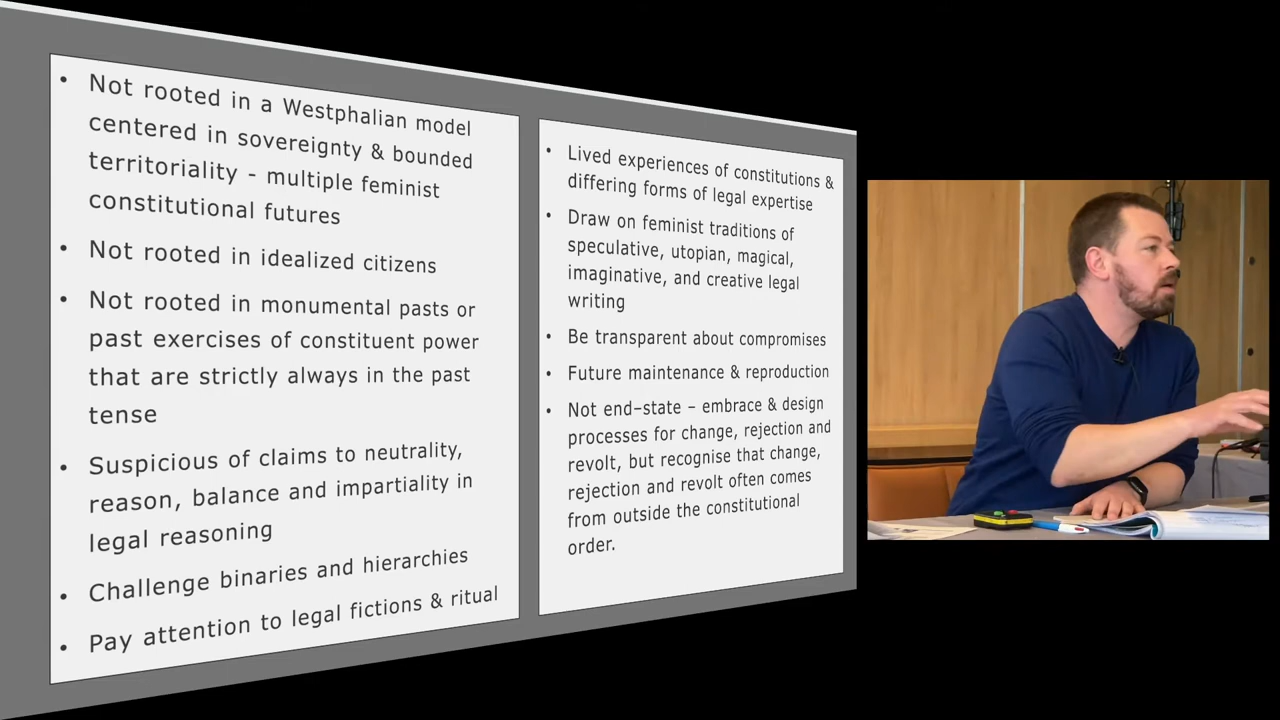 • Not rooted in a Westphalian model
centered in sovereignty & bounded
territoriality - multiple feminist
constitutional futures
• Not rooted in idealized citizens
• Not rooted in monumental pasts or
past exercises of constituent power
that are strictly always in the past
tense
• Suspicious of claims to neutrality,
reason, balance and impartiality in
legal reasoning
• Challenge binaries and hierarchies
• Pay attention to legal fictions & ritual
• Lived experiences of constitutions &
differing forms of legal expertise
• Draw on feminist traditions of
speculative, utopian, magical,
imaginative, and creative legal
writing
• Be transparent about compromises
• Future maintenance & reproduction
• Not end-state – embrace & design
processes for change, rejection and
revolt, but recognise that change,
rejection and revolt often comes
from outside the constitutional
order.